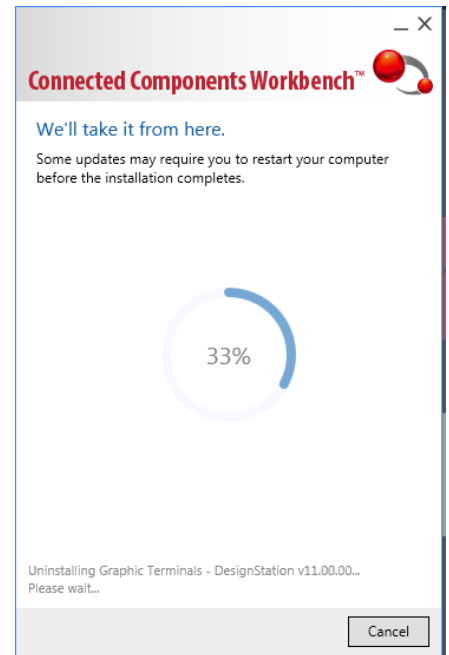 Connected Components Workbench™
We'll take it from here.
Some updates may require you to restart your computer
before the installation completes.
33%
Uninstalling Graphic Terminals - DesignStation v11.00.00...
Please wait...
Cancel